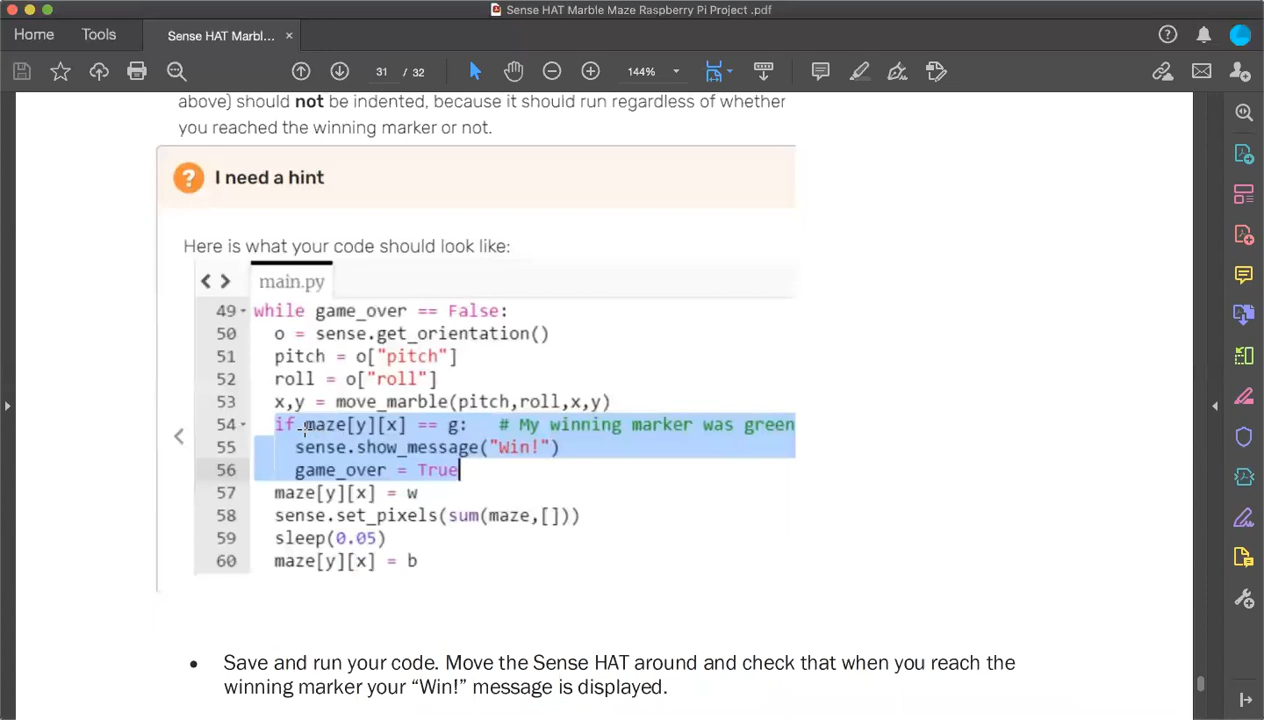 Sense HAT Marble Maze Raspberry Pi Project .pdf
Home Tools Sense HAT Marbl... ×
31 / 32 144%
above) should not be indented, because it should run regardless of whether
you reached the winning marker or not.
? I need a hint
Here is what your code should look like:
main.py
49 while game_over == False:
50 o = sense.get_orientation()
51 pitch = o["pitch"]
52 roll = o["roll"]
53 x,y = move_marble(pitch,roll,x,y)
54 if maze[y][x] == g: # My winning marker was green
55 sense.show_message("Win!")
56 game_over = True
57 maze[y][x] = w
58 sense.set_pixels(sum(maze,[]))
59 sleep(0.05)
60 maze[y][x] = b
• Save and run your code. Move the Sense HAT around and check that when you reach the
winning marker your “Win!” message is displayed.